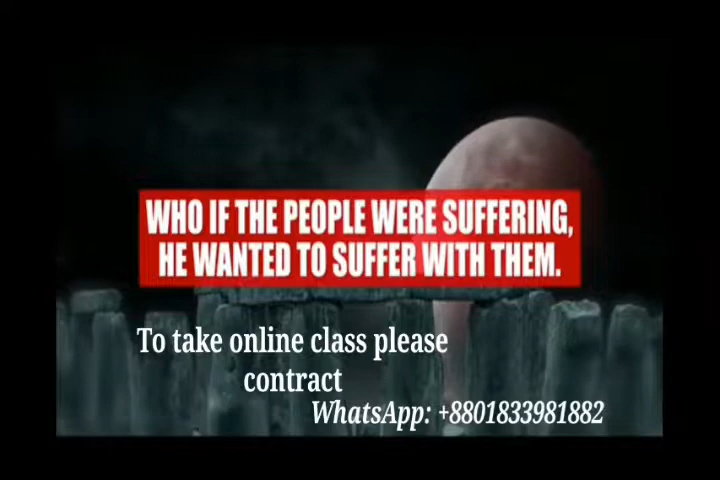 WHO IF THE PEOPLE WERE SUFFERING,
HE WANTED TO SUFFER WITH THEM.
To take online class please
contract
WhatsApp: +8801833981882